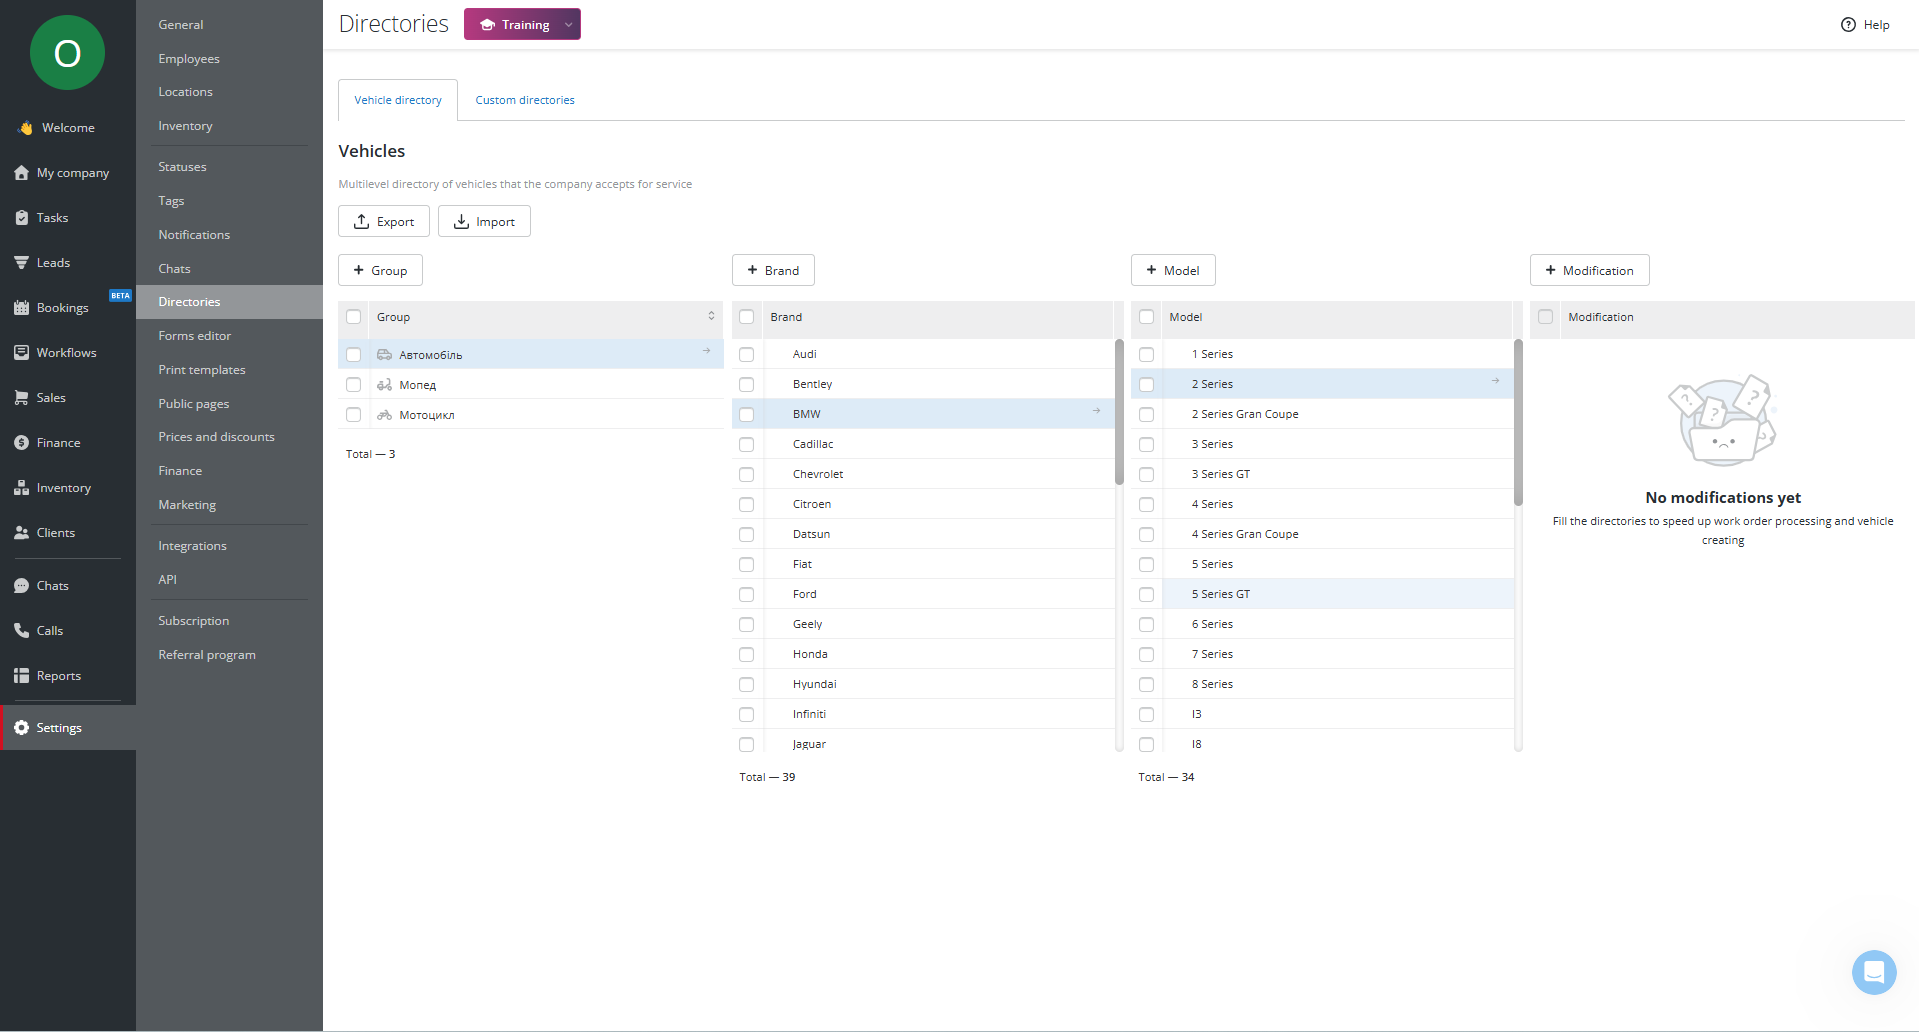 O
Welcome
My company
Tasks
Leads
Bookings
BETA
Workflows
Sales
Finance
Inventory
Clients
Chats
Calls
Reports
Settings
General
Employees
Locations
Inventory
Statuses
Tags
Notifications
Chats
Directories
Forms editor
Print templates
Public pages
Prices and discounts
Finance
Marketing
Integrations
API
Subscription
Referral program
Directories
Training
Help
Vehicle directory
Custom directories
Vehicles
Multilevel directory of vehicles that the company accepts for service
Export
Import
+ Group
Group
Автомобіль
Мопед
Мотоцикл
Total — 3
+ Brand
Brand
Audi
Bentley
BMW
Cadillac
Chevrolet
Citroen
Datsun
Fiat
Ford
Geely
Honda
Hyundai
Infiniti
Jaguar
Total — 39
+ Model
Model
1 Series
2 Series
2 Series Gran Coupe
3 Series
3 Series GT
4 Series
4 Series Gran Coupe
5 Series
5 Series GT
6 Series
7 Series
8 Series
I3
I8
Total — 34
+ Modification
Modification
No modifications yet
Fill the directories to speed up work order processing and vehicle
creating